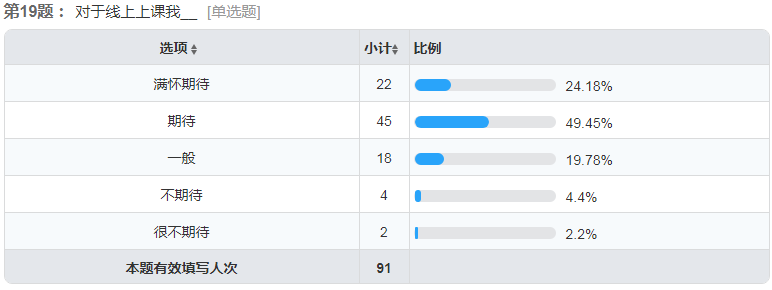 第19题： 对于线上上课我__ [单选题]
选项 小计 比例
满怀期待 22 24.18%
期待 45 49.45%
一般 18 19.78%
不期待 4 4.4%
很不期待 2 2.2%
本题有效填写人次 91